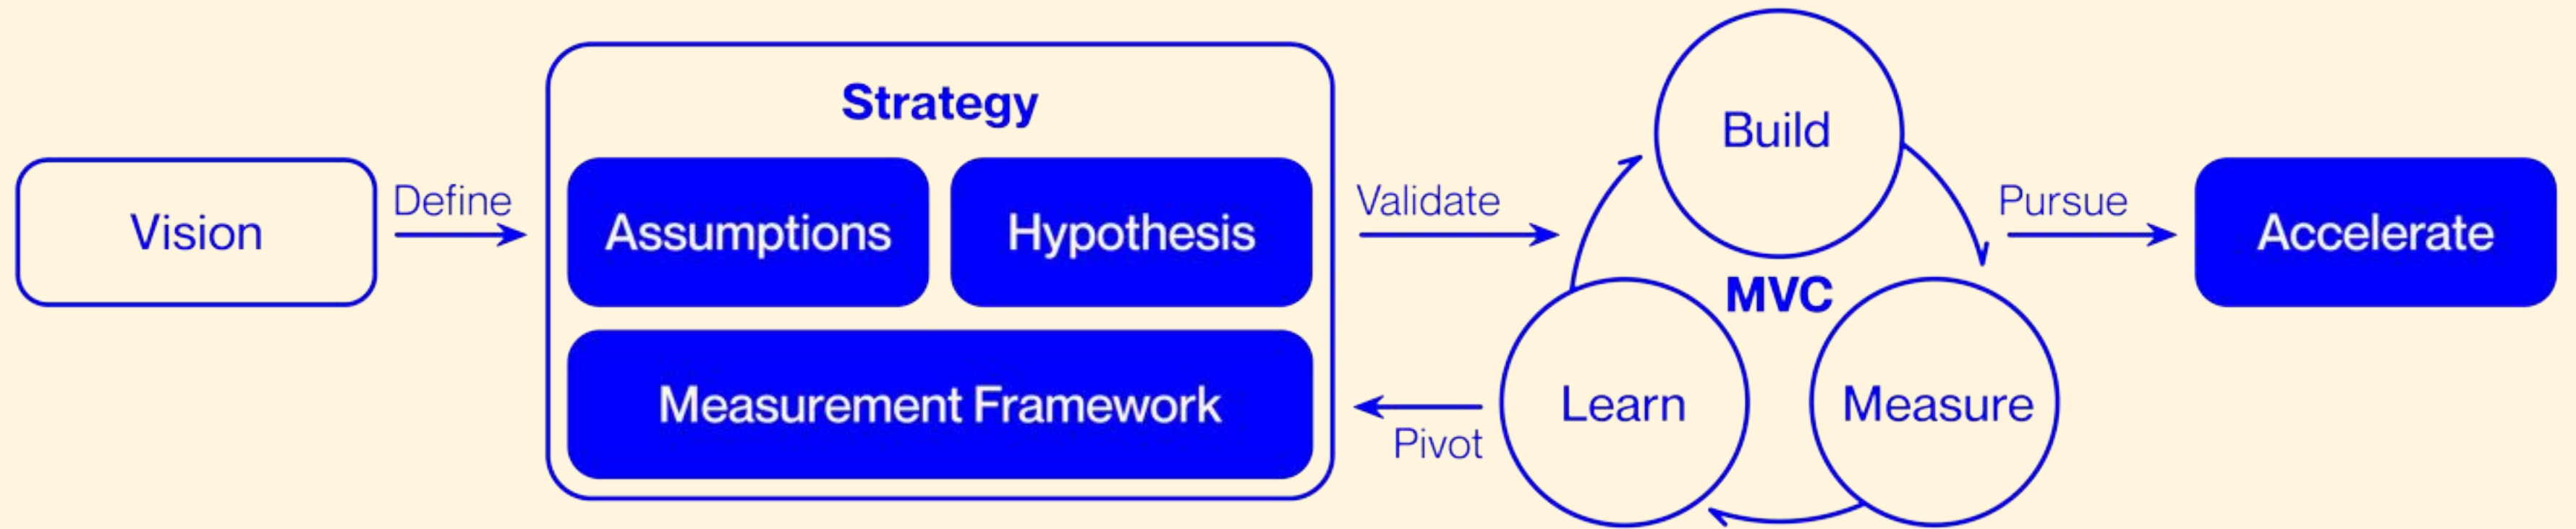 Vision
Define
Strategy
Assumptions
Hypothesis
Measurement Framework
Validate
Pivot
Build
MVC
Learn
Measure
Pursue
Accelerate